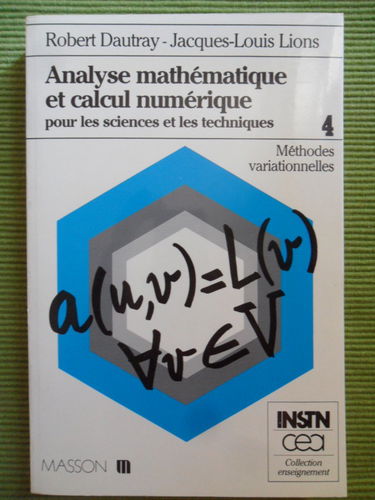 Robert Dautray - Jacques-Louis Lions
Analyse mathématique
et calcul numérique
pour les sciences et les techniques
4
Méthodes
variationnelles
a(u,v)=L(v)
∀v∈V
INSTN
cea
Collection
enseignement
MASSON m